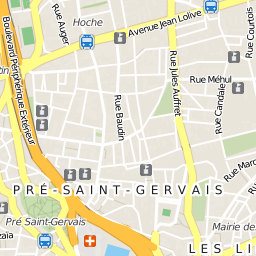 Hoche
Rue Auger
Avenue Jean Lolive
Rue Courtois
Boulevard Périphérique Extérieur
Rue Jules Auffret
Rue Méhul
Rue Candale
Rue Baudin
Rue Marc
PRÉ-SAINT-GERVAIS
Pré Saint-Gervais
Mairie de
zaïa
LES LI